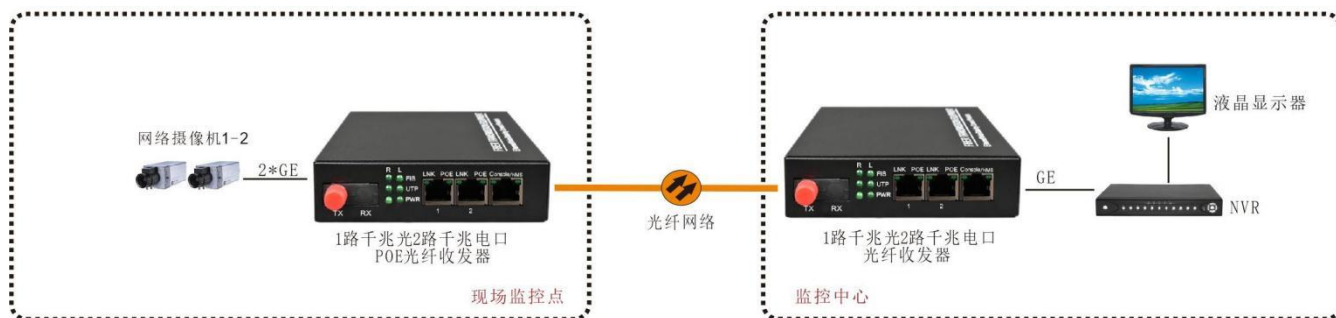 网络摄像机1-2
2*GE
R L
FIB
UTP
PWR
LNK POE LNK POE Console/NMS
1 2
TX RX
1路千兆光2路千兆电口
POE光纤收发器
现场监控点
光纤网络
R L
FIB
UTP
PWR
LNK POE LNK POE Console/NMS
1 2
TX RX
1路千兆光2路千兆电口
光纤收发器
监控中心
GE
液晶显示器
NVR